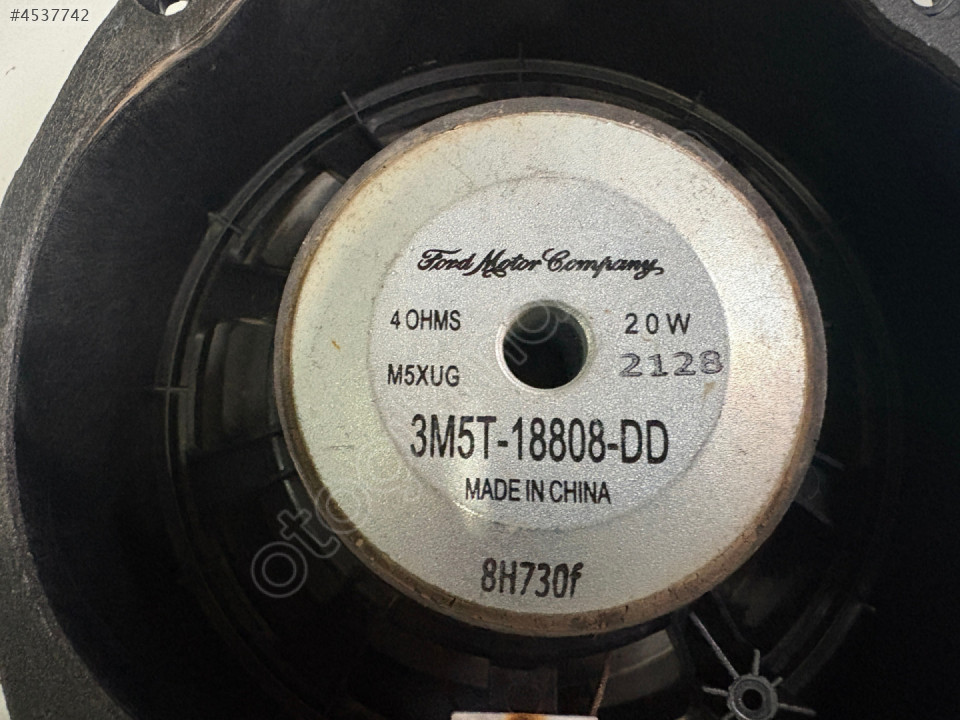 #4537742
Ford Motor Company
4 OHMS 20W
M5XUG 2128
3M5T-18808-DD
MADE IN CHINA
8H730f